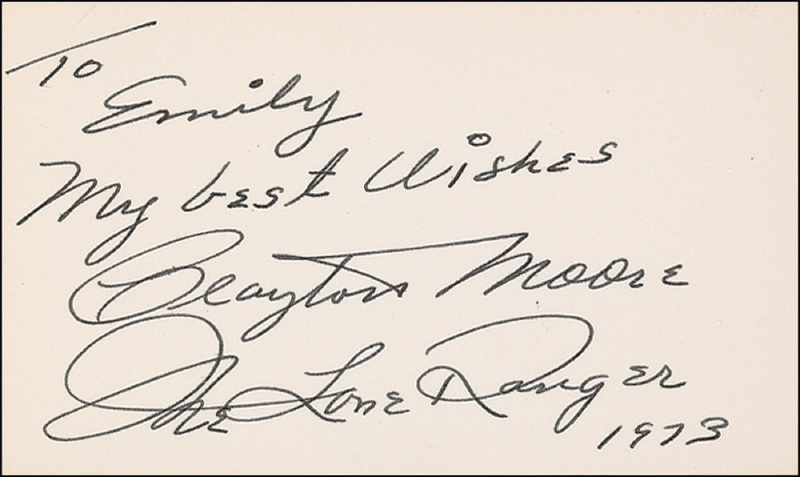 To
Emily
My best Wishes
Clayton Moore
The Lone Ranger
1973